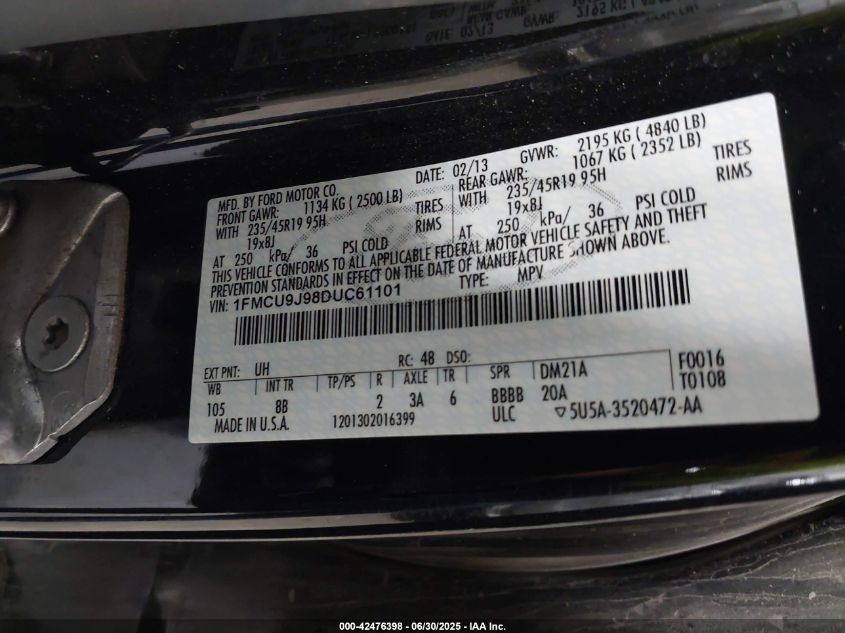 MFD. BY FORD MOTOR CO.
DATE: 02/13
GVWR: 2195 KG ( 4840 LB)
FRONT GAWR: 1134 KG ( 2500 LB)
REAR GAWR: 1067 KG ( 2352 LB)
WITH 235/45R19 95H TIRES
WITH 235/45R19 95H TIRES
19x8J RIMS
19x8J RIMS
AT 250 kPa/ 36 PSI COLD
AT 250 kPa/ 36 PSI COLD
THIS VEHICLE CONFORMS TO ALL APPLICABLE FEDERAL MOTOR VEHICLE SAFETY AND THEFT
PREVENTION STANDARDS IN EFFECT ON THE DATE OF MANUFACTURE SHOWN ABOVE.
VIN: 1FMCU9J98DUC61101
TYPE: MPV
EXT PNT: UH RC: 48 DSO:
WB INT TR TP/PS R AXLE TR SPR DM21A F0016
105 8B 2 3A 6 BBBB 20A T0108
MADE IN U.S.A. 1201302016399 ULC ▽5U5A-3520472-AA
000-42476398 - 06/30/2025 - IAA Inc.